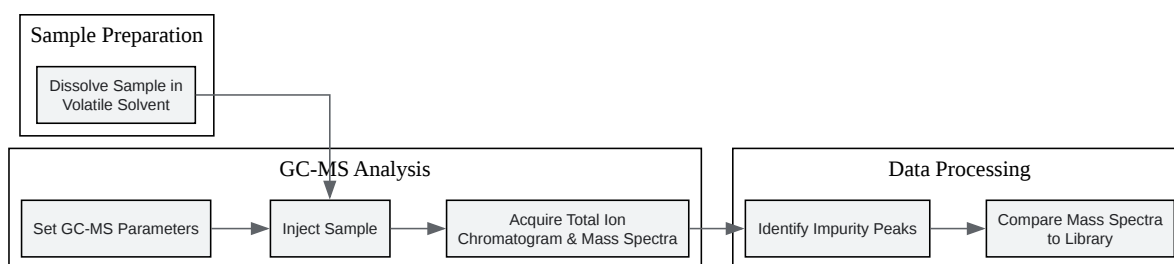 Sample Preparation
Dissolve Sample in
Volatile Solvent
GC-MS Analysis
Set GC-MS Parameters
Inject Sample
Acquire Total Ion
Chromatogram & Mass Spectra
Data Processing
Identify Impurity Peaks
Compare Mass Spectra
to Library